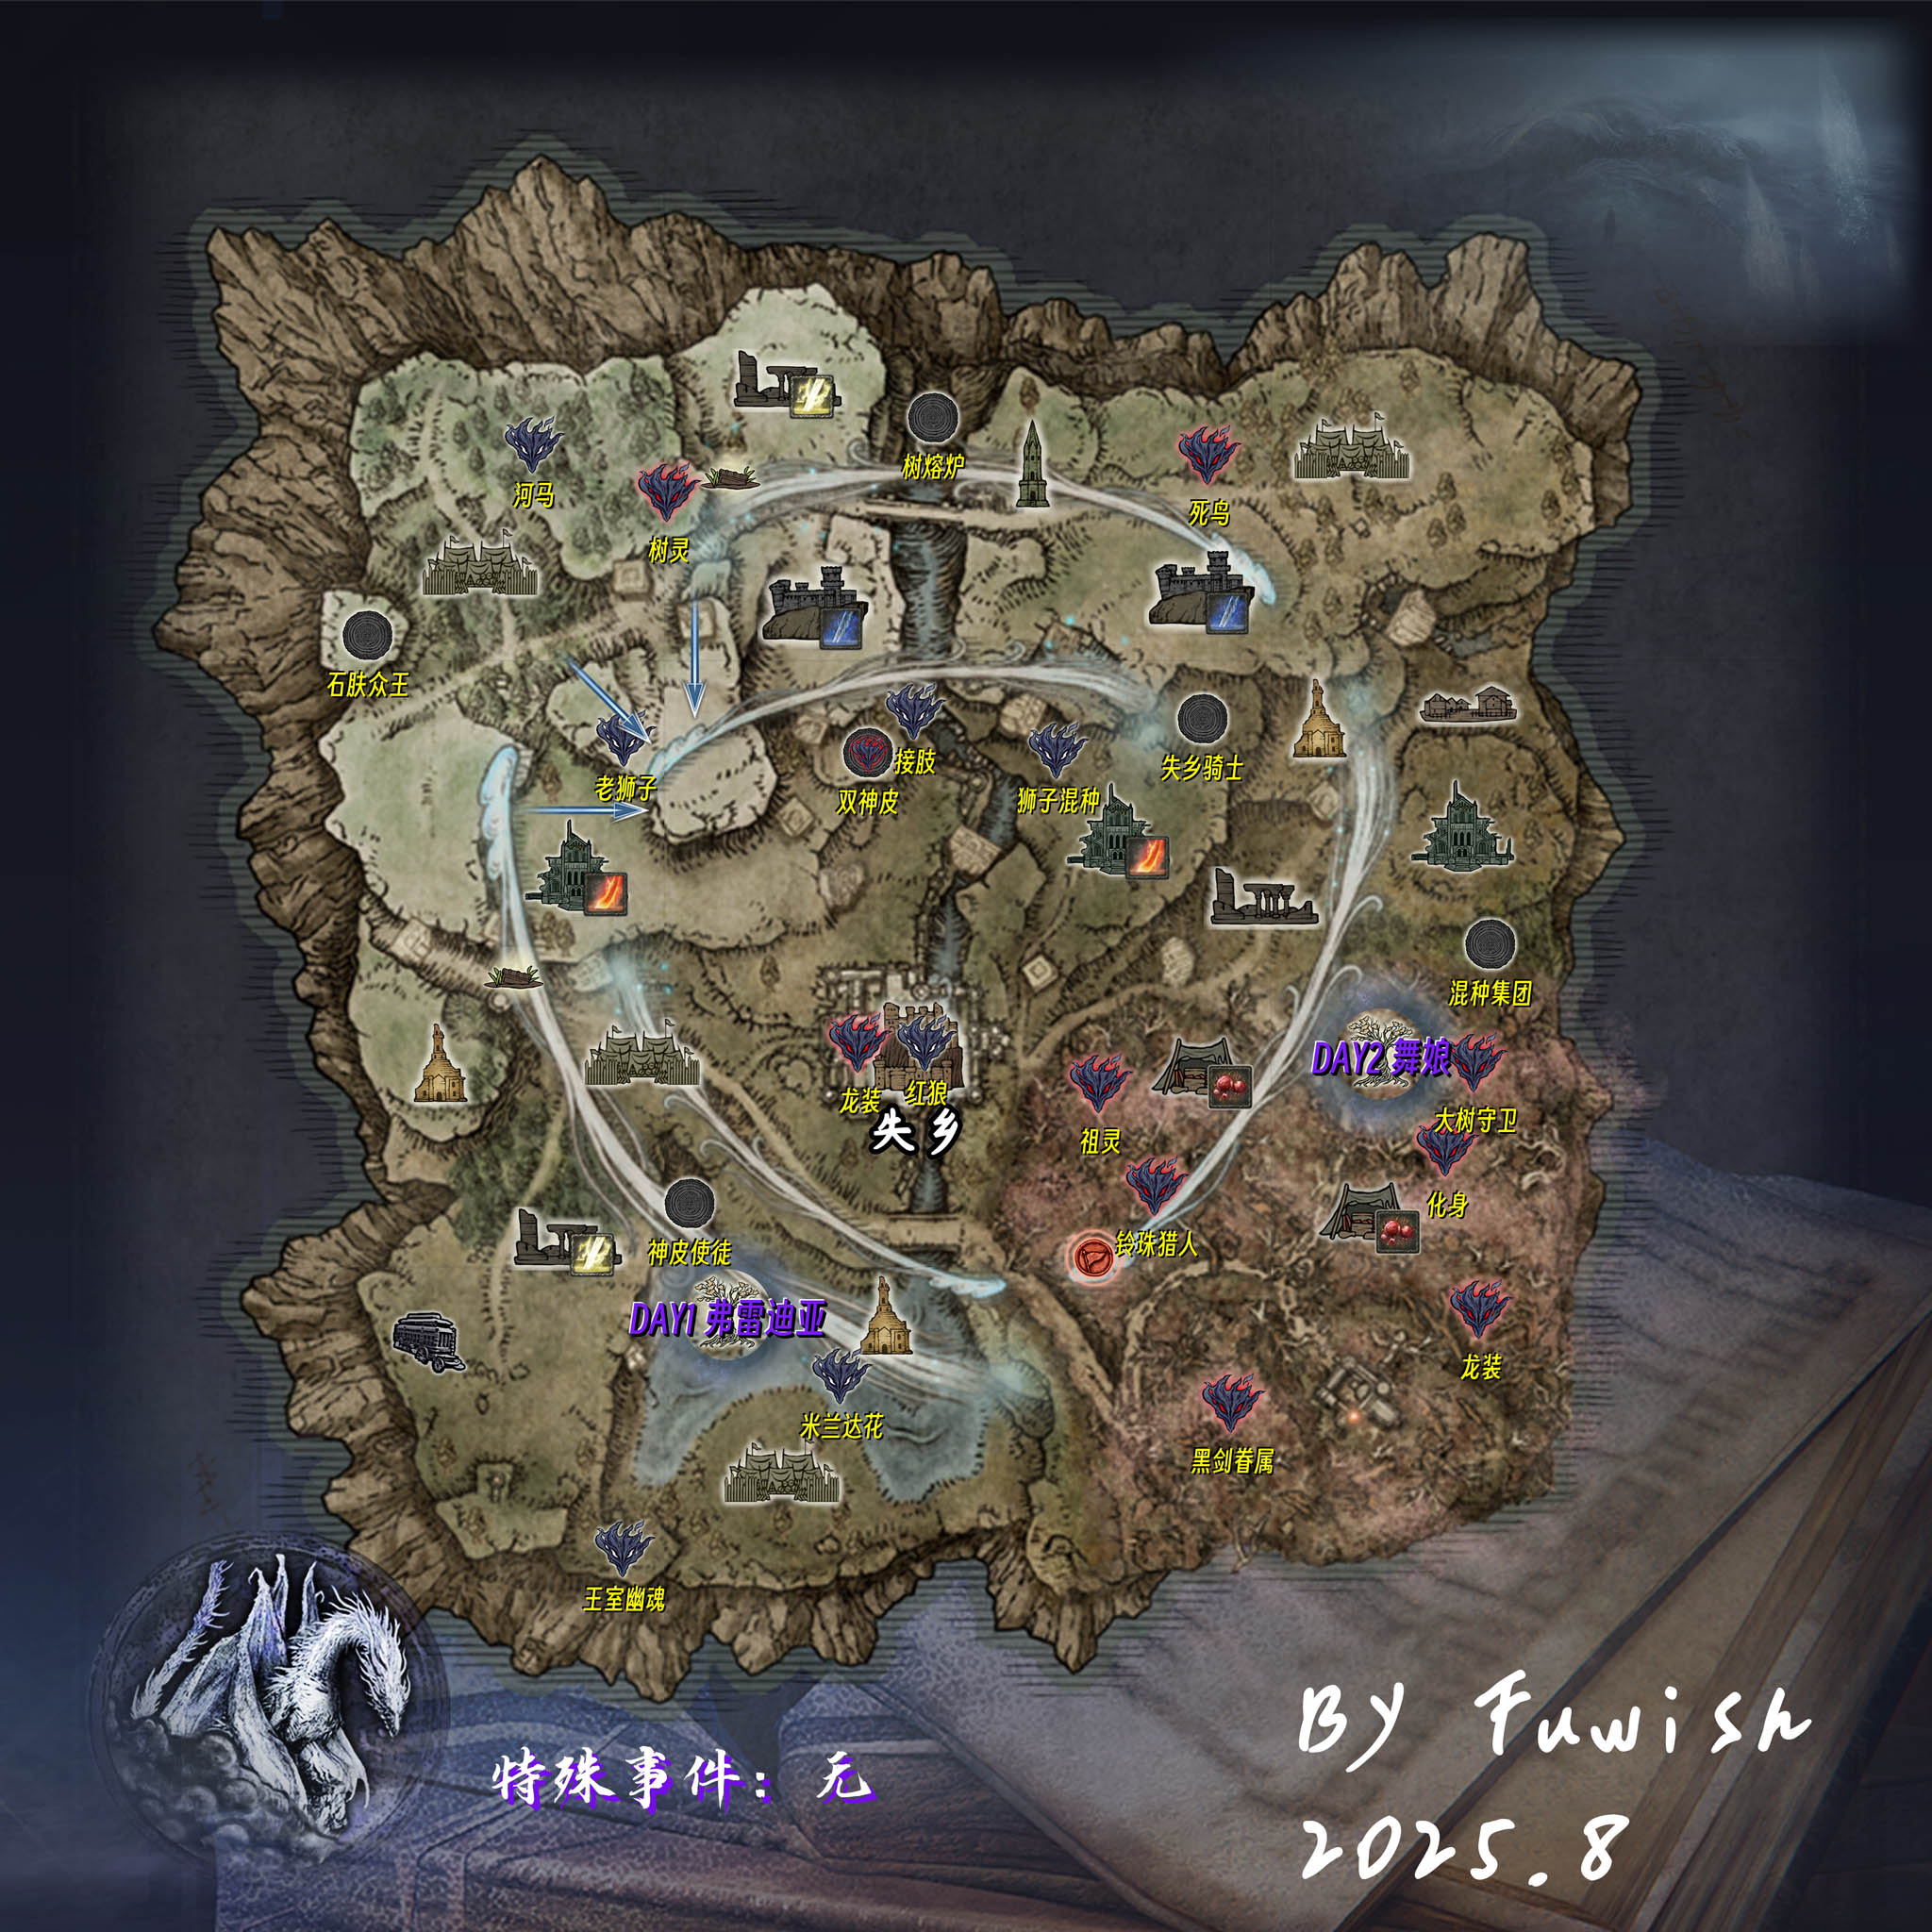 树熔炉
河马
死鸟
树灵
石肤众王
接肢
失乡骑士
老狮子
双神皮
狮子混种
混种集团
DAY2 舞娘
龙装
红狼
失乡
大树守卫
祖灵
化身
铃珠猎人
神皮使徒
DAY1 弗雷迪亚
龙装
米兰达花
黑剑眷属
王室幽魂
特殊事件：无
By Fuwish
2025.8